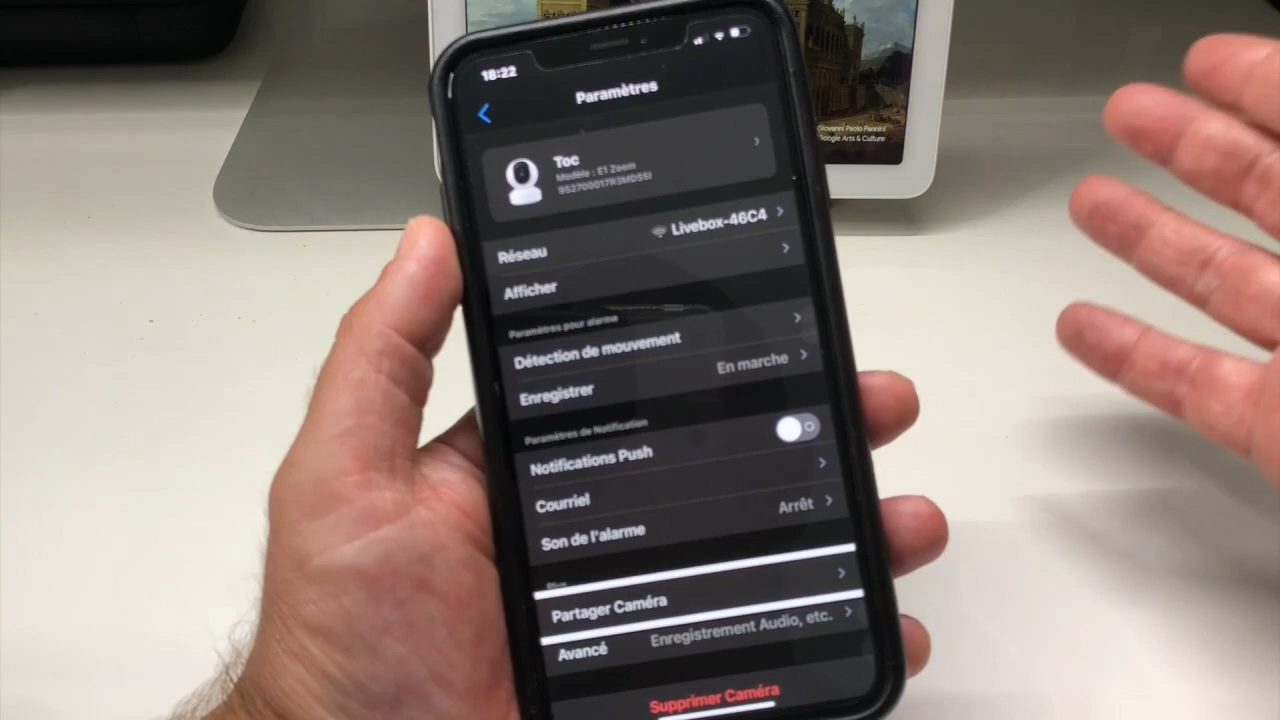 18:22
Paramètres
Toc
Modèle : E1 Zoom
Réseau
Livebox-46C4
Afficher
Paramètres pour alarme
Détection de mouvement
Enregistrer
En marche
Paramètres de Notification
Notifications Push
Courriel
Son de l'alarme
Arrêt
Partager Caméra
Avancé
Enregistrement Audio, etc.
Supprimer Caméra
Giovanni Paolo Pannini
Google Arts & Culture